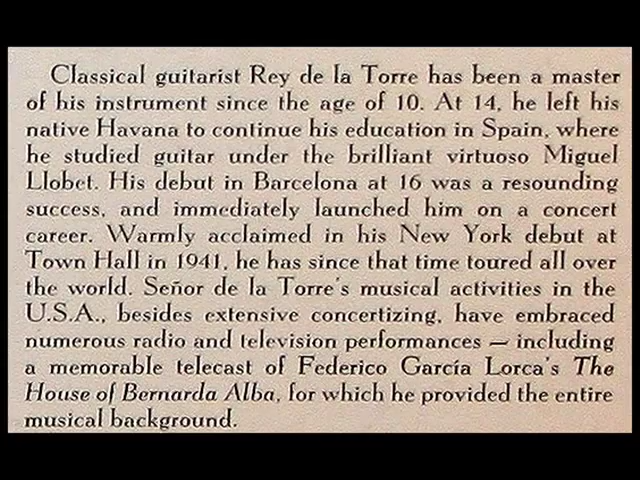 Classical guitarist Rey de la Torre has been a master
of his instrument since the age of 10. At 14, he left his
native Havana to continue his education in Spain, where
he studied guitar under the brilliant virtuoso Miguel
Llobet. His debut in Barcelona at 16 was a resounding
success, and immediately launched him on a concert
career. Warmly acclaimed in his New York debut at
Town Hall in 1941, he has since that time toured all over
the world. Señor de la Torre's musical activities in the
U.S.A., besides extensive concertizing, have embraced
numerous radio and television performances — including
a memorable telecast of Federico García Lorca's The
House of Bernarda Alba, for which he provided the entire
musical background.